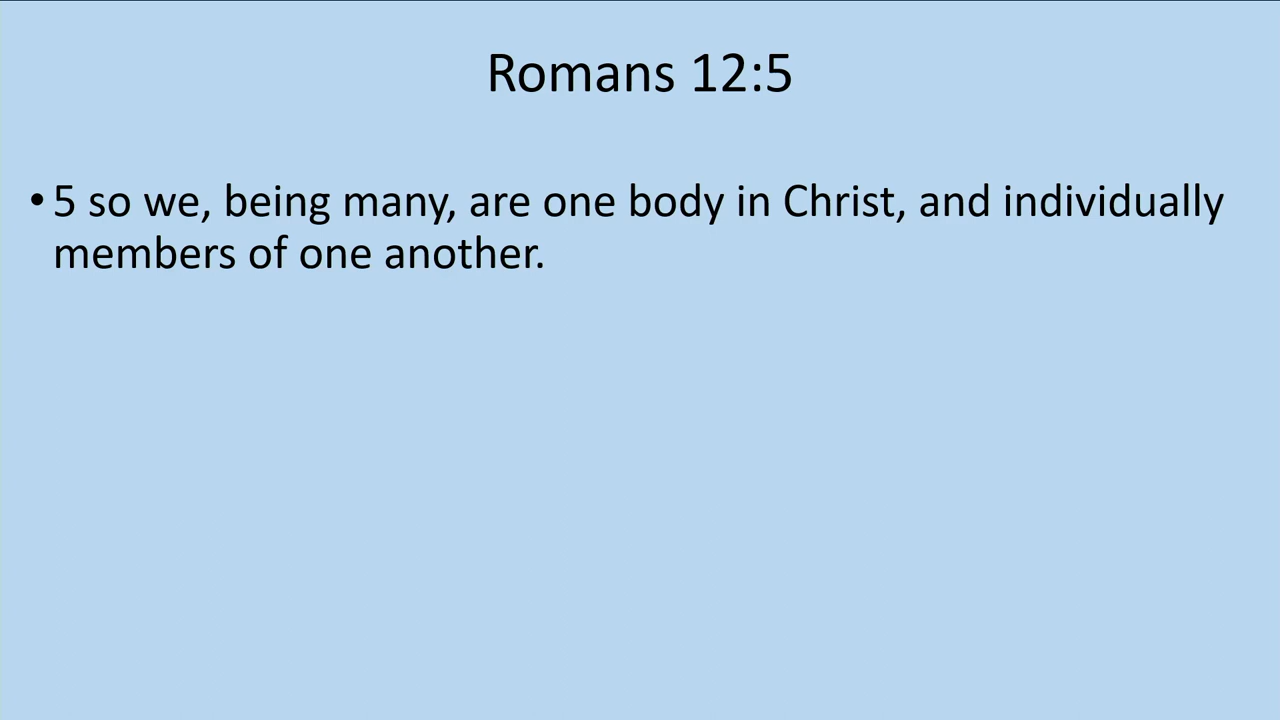 Romans 12:5
• 5 so we, being many, are one body in Christ, and individually
members of one another.